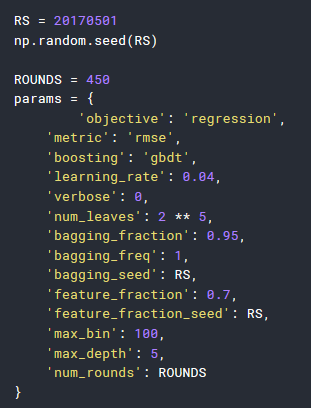 RS = 20170501
np.random.seed(RS)

ROUNDS = 450
params = {
        'objective': 'regression',
    'metric': 'rmse',
    'boosting': 'gbdt',
    'learning_rate': 0.04,
    'verbose': 0,
    'num_leaves': 2 ** 5,
    'bagging_fraction': 0.95,
    'bagging_freq': 1,
    'bagging_seed': RS,
    'feature_fraction': 0.7,
    'feature_fraction_seed': RS,
    'max_bin': 100,
    'max_depth': 5,
    'num_rounds': ROUNDS
}